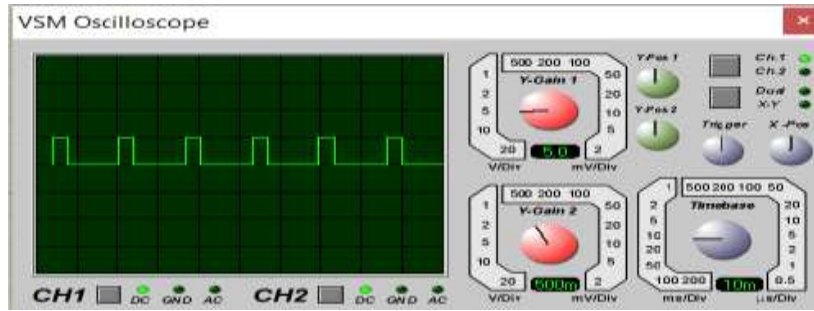 VSM Oscilloscope
500 200 100
1 50
2 Y-Gain 1 20
5 10
10 5
20 5.0 2
V/Div mV/Div
Y-Pos 1
Y-Pos 2
Ch.1
Ch.2
Dual
X-Y
Trigger X-Pos
500 200 100
1 50
2 Y-Gain 2 20
5 10
10 5
20 500m 2
V/Div mV/Div
1 500 200 100 50
2 Timebase 20
5 10
10 5
20 2
50 1
100 200 10m 0.5
ms/Div µs/Div
CH1 DC GND AC CH2 DC GND AC